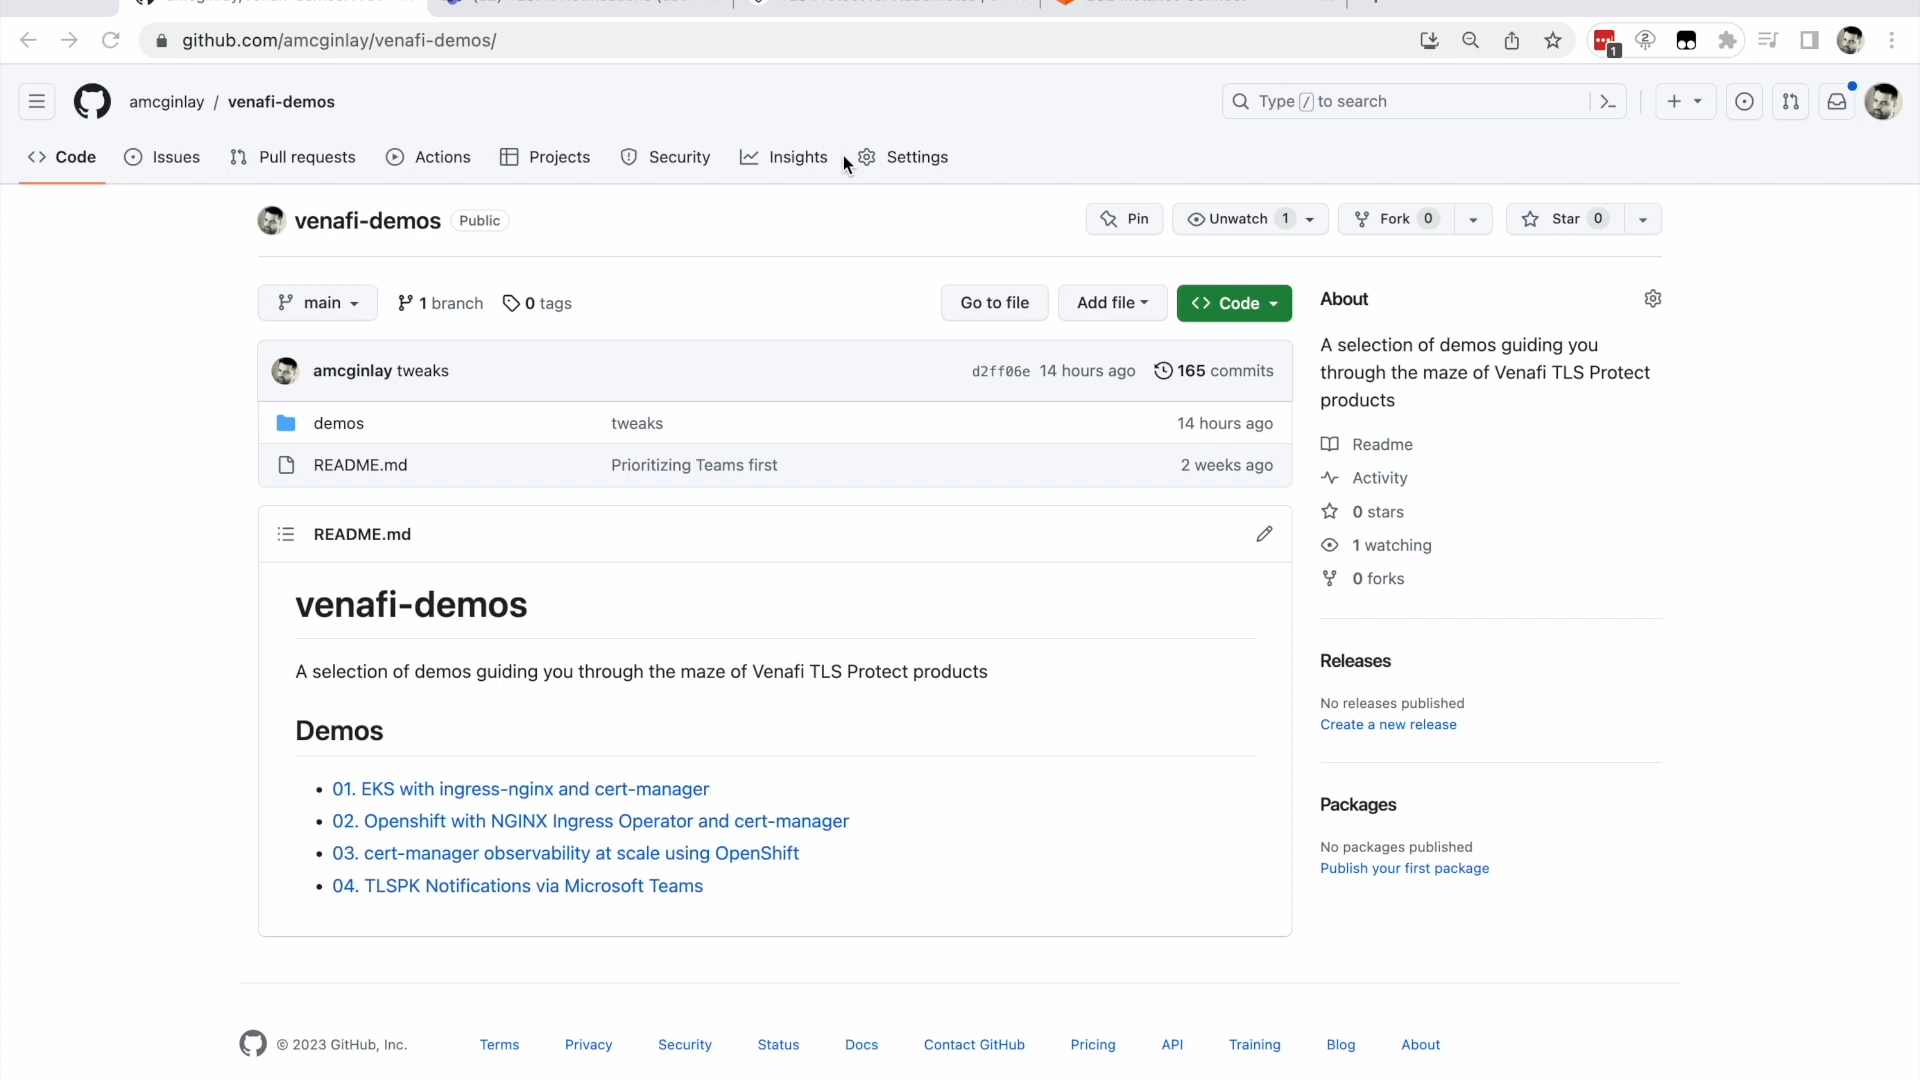 github.com/amcginlay/venafi-demos/
1
amcginlay / venafi-demos
Type / to search
Code
Issues
Pull requests
Actions
Projects
Security
Insights
Settings
venafi-demos
Public
Pin
Unwatch 1
Fork 0
Star 0
main
1 branch
0 tags
Go to file
Add file
Code
amcginlay tweaks
d2ff06e 14 hours ago
165 commits
demos
tweaks
14 hours ago
README.md
Prioritizing Teams first
2 weeks ago
README.md
venafi-demos
A selection of demos guiding you through the maze of Venafi TLS Protect products
Demos
01. EKS with ingress-nginx and cert-manager
02. Openshift with NGINX Ingress Operator and cert-manager
03. cert-manager observability at scale using OpenShift
04. TLSPK Notifications via Microsoft Teams
About
A selection of demos guiding you
through the maze of Venafi TLS Protect
products
Readme
Activity
0 stars
1 watching
0 forks
Releases
No releases published
Create a new release
Packages
No packages published
Publish your first package
© 2023 GitHub, Inc.
Terms
Privacy
Security
Status
Docs
Contact GitHub
Pricing
API
Training
Blog
About